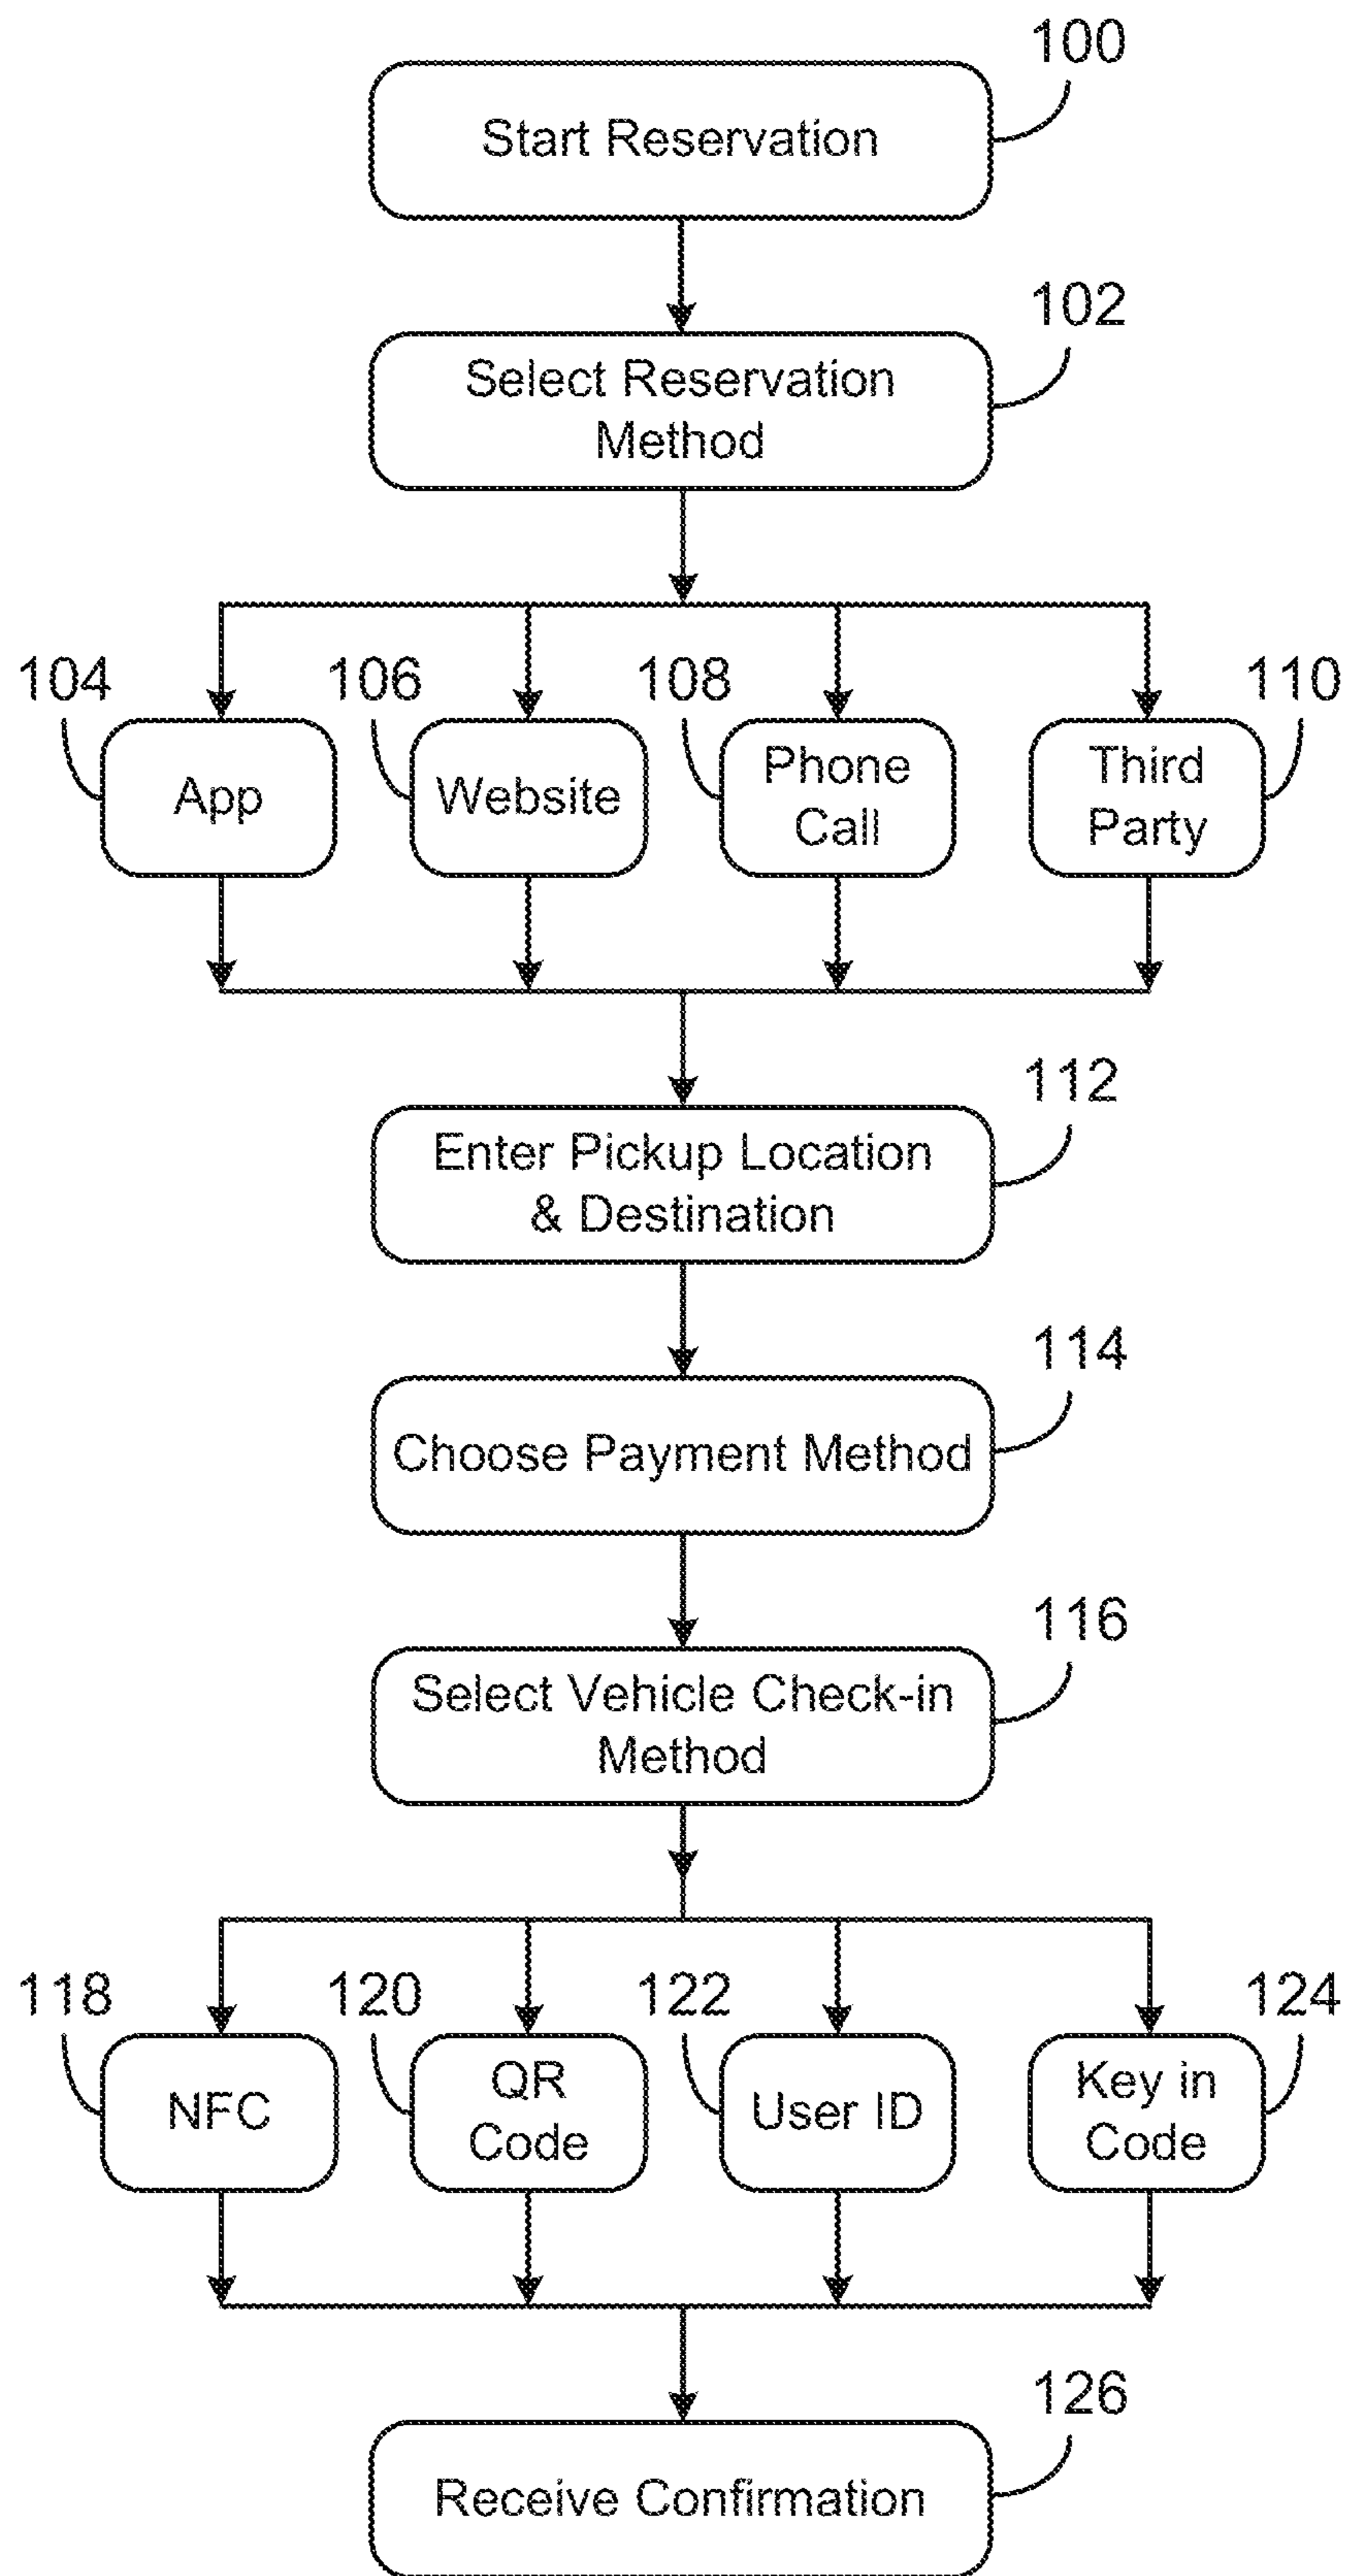 100
Start Reservation
102
Select Reservation
Method
104
106
108
110
App
Website
Phone
Call
Third
Party
112
Enter Pickup Location
& Destination
114
Choose Payment Method
116
Select Vehicle Check-in
Method
118
120
122
124
NFC
QR
Code
User ID
Key in
Code
126
Receive Confirmation